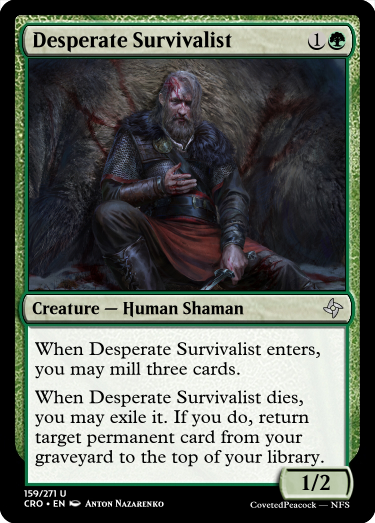 Desperate Survivalist 1
Creature — Human Shaman
When Desperate Survivalist enters,
you may mill three cards.
When Desperate Survivalist dies,
you may exile it. If you do, return
target permanent card from your
graveyard to the top of your library.
1/2
159/271 U
CRO • EN Anton Nazarenko
CovetedPeacock — NFS